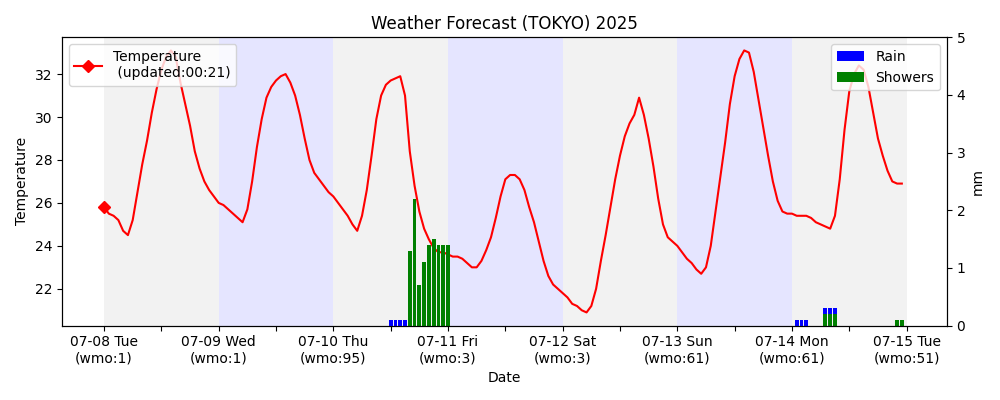 Weather Forecast (TOKYO) 2025
Temperature
(updated:00:21)
Rain
Showers
Temperature
32
30
28
26
24
22
5
4
3
2
1
0
mm
07-08 Tue
(wmo:1)
07-09 Wed
(wmo:1)
07-10 Thu
(wmo:95)
07-11 Fri
(wmo:3)
07-12 Sat
(wmo:3)
07-13 Sun
(wmo:61)
07-14 Mon
(wmo:61)
07-15 Tue
(wmo:51)
Date